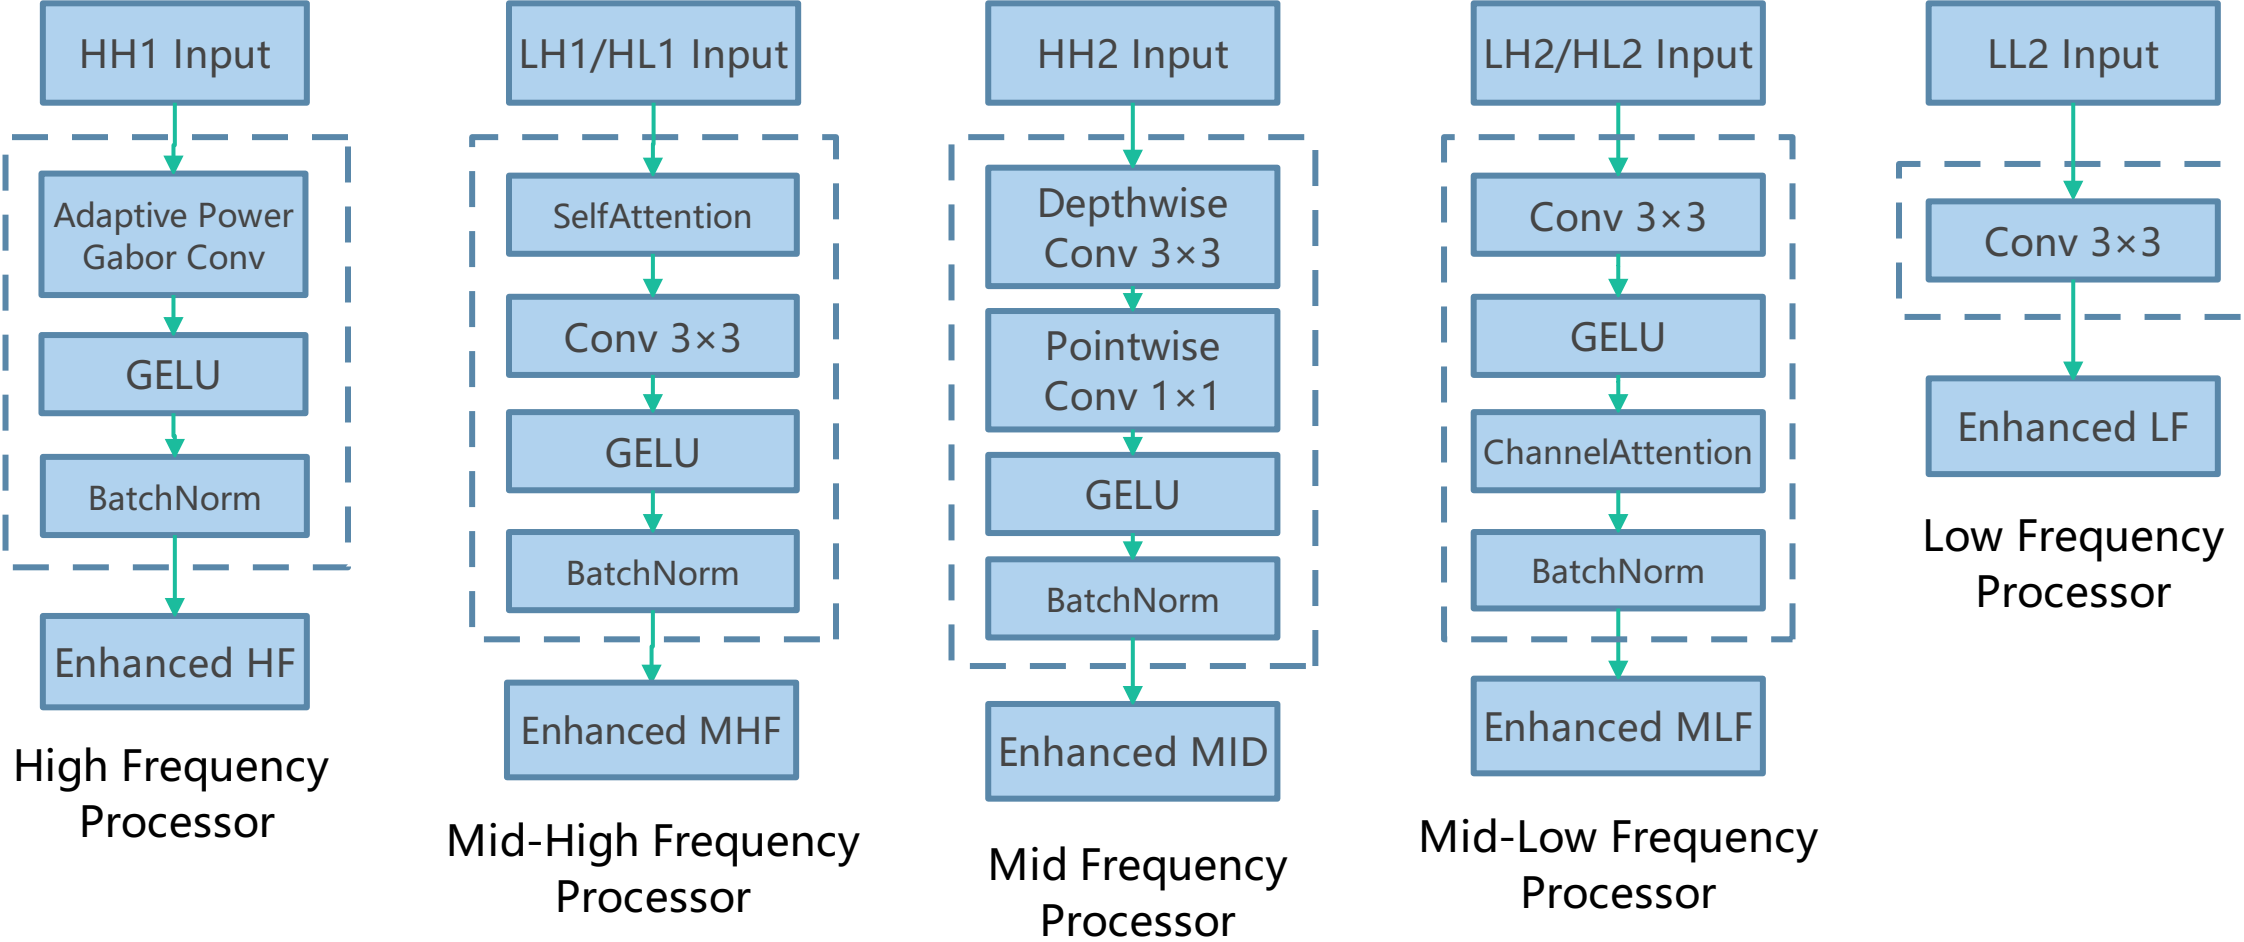 HH1 Input
Adaptive Power
Gabor Conv
GELU
BatchNorm
Enhanced HF
High Frequency
Processor
LH1/HL1 Input
SelfAttention
Conv 3×3
GELU
BatchNorm
Enhanced MHF
Mid-High Frequency
Processor
HH2 Input
Depthwise
Conv 3×3
Pointwise
Conv 1×1
GELU
BatchNorm
Enhanced MID
Mid Frequency
Processor
LH2/HL2 Input
Conv 3×3
GELU
ChannelAttention
BatchNorm
Enhanced MLF
Mid-Low Frequency
Processor
LL2 Input
Conv 3×3
Enhanced LF
Low Frequency
Processor